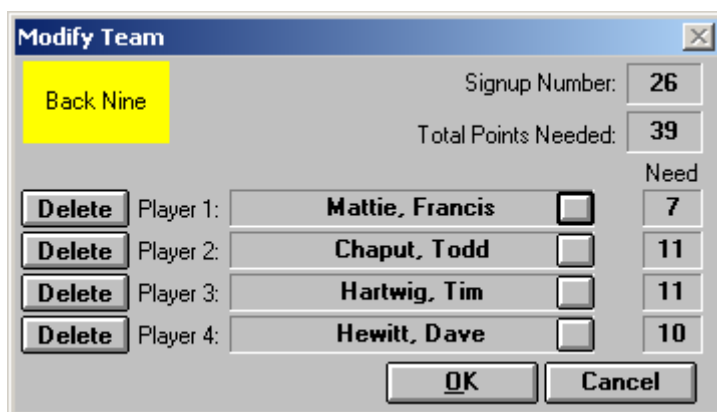 Modify Team
Back Nine
Signup Number: 26
Total Points Needed: 39
Need
Delete Player 1: Mattie, Francis 7
Delete Player 2: Chaput, Todd 11
Delete Player 3: Hartwig, Tim 11
Delete Player 4: Hewitt, Dave 10
OK Cancel